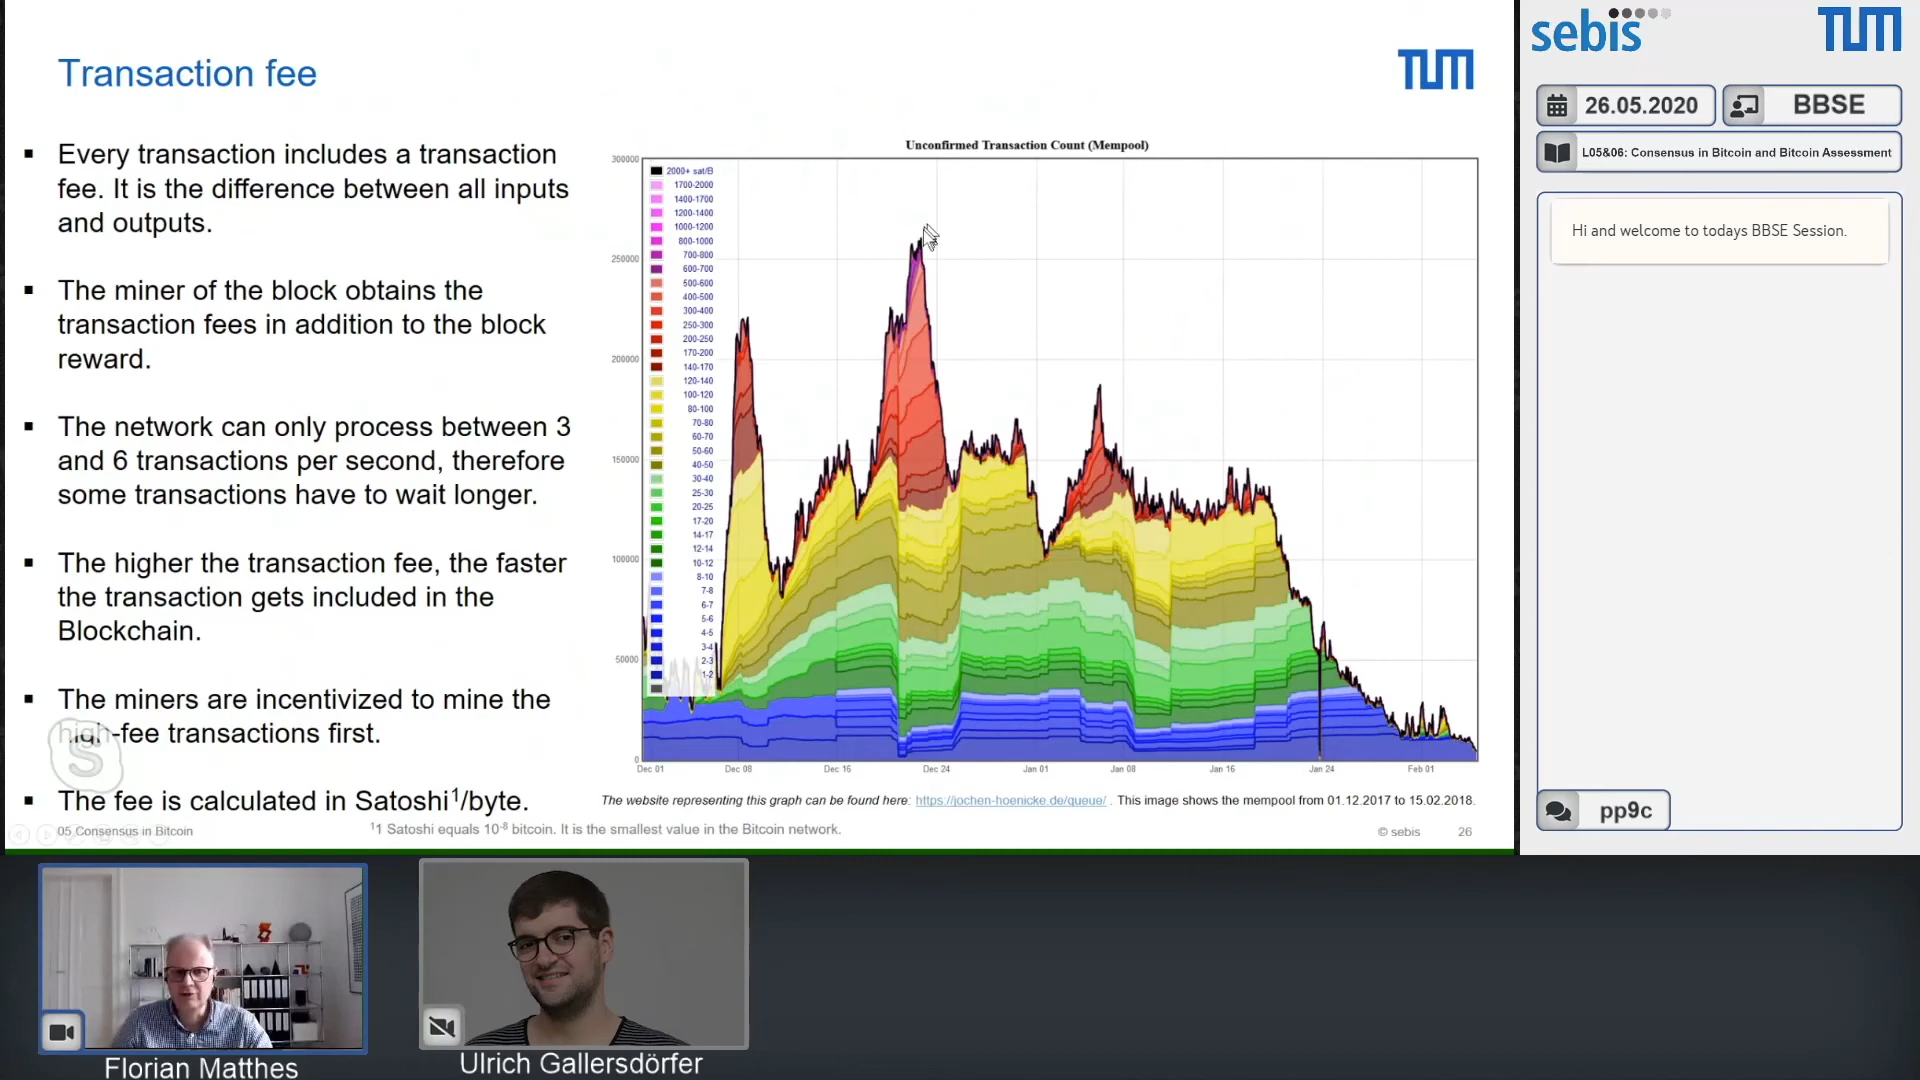 Transaction fee
TUM
▪ Every transaction includes a transaction
fee. It is the difference between all inputs
and outputs.
▪ The miner of the block obtains the
transaction fees in addition to the block
reward.
▪ The network can only process between 3
and 6 transactions per second, therefore
some transactions have to wait longer.
▪ The higher the transaction fee, the faster
the transaction gets included in the
Blockchain.
▪ The miners are incentivized to mine the
high-fee transactions first.
S
▪ The fee is calculated in Satoshi¹/byte.
Unconfirmed Transaction Count (Mempool)
300000
250000
200000
150000
100000
50000
0
2000+ sat/B
1700-2000
1400-1700
1200-1400
1000-1200
800-1000
700-800
600-700
500-600
400-500
300-400
250-300
200-250
170-200
140-170
120-140
100-120
80-100
70-80
60-70
50-60
40-50
30-40
25-30
20-25
17-20
14-17
12-14
10-12
8-10
7-8
6-7
5-6
4-5
3-4
2-3
1-2
Dec 01 Dec 08 Dec 16 Dec 24 Jan 01 Jan 08 Jan 16 Jan 24 Feb 01
The website representing this graph can be found here: https://jochen-hoenicke.de/queue/ . This image shows the mempool from 01.12.2017 to 15.02.2018.
05 Consensus in Bitcoin
¹1 Satoshi equals 10⁻⁸ bitcoin. It is the smallest value in the Bitcoin network.
© sebis 26
sebis TUM
26.05.2020 BBSE
L05&06: Consensus in Bitcoin and Bitcoin Assessment
Hi and welcome to todays BBSE Session.
pp9c
Florian Matthes
Ulrich Gallersdörfer